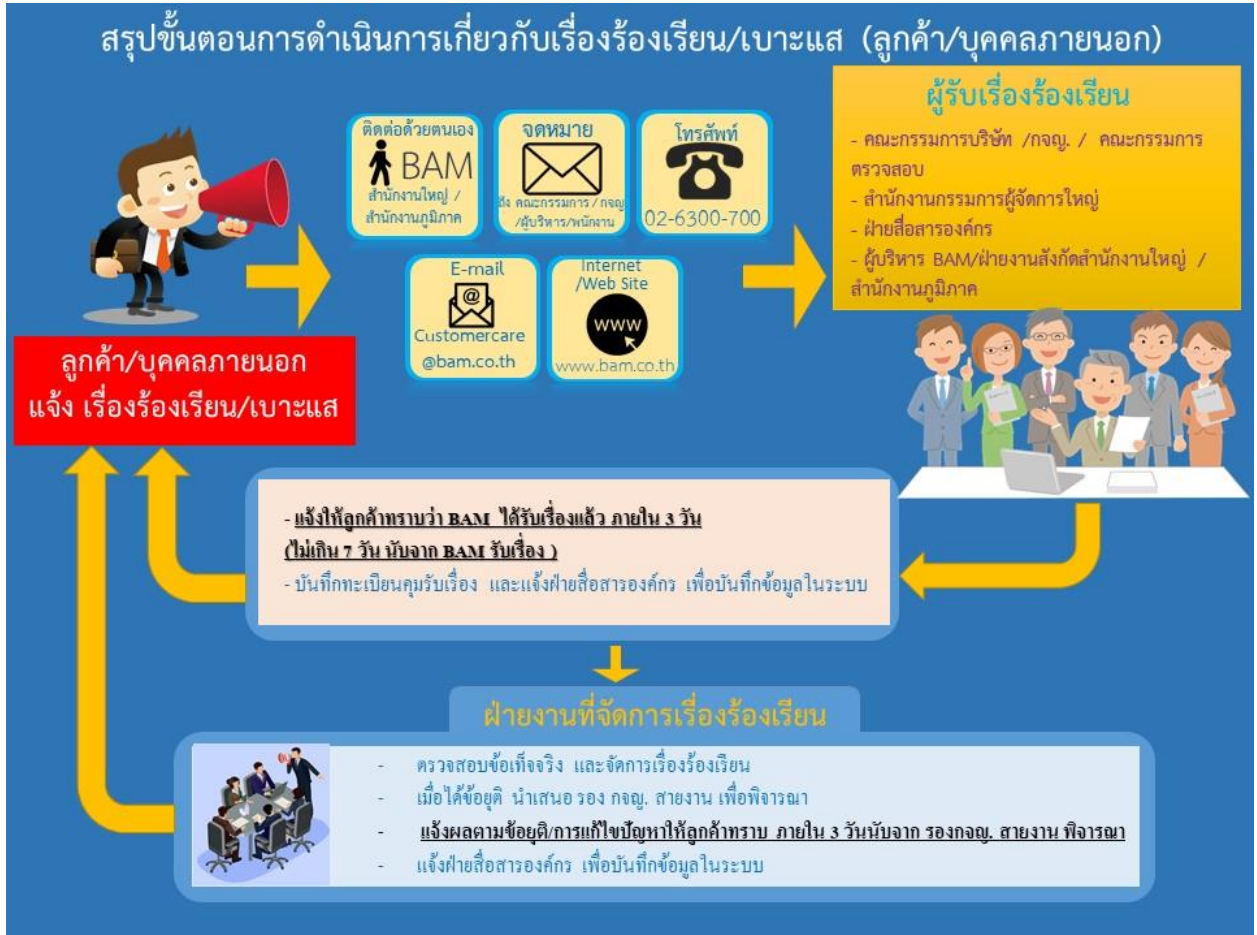 สรุปขั้นตอนการดำเนินการเกี่ยวกับเรื่องร้องเรียน/เบาะแส (ลูกค้า/บุคคลภายนอก)
ลูกค้า/บุคคลภายนอก
แจ้ง เรื่องร้องเรียน/เบาะแส
ติดต่อด้วยตนเอง
BAM
สำนักงานใหญ่ /
สำนักงานภูมิภาค
จดหมาย
ถึง คณะกรรมการ / กจญ
/ผู้บริหาร/พนักงาน
โทรศัพท์
02-6300-700
E-mail
@
Customercare
@bam.co.th
Internet
/Web Site
www
www.bam.co.th
ผู้รับเรื่องร้องเรียน
- คณะกรรมการบริษัท /กจญ. / คณะกรรมการ
ตรวจสอบ
- สำนักงานกรรมการผู้จัดการใหญ่
- ฝ่ายสื่อสารองค์กร
- ผู้บริหาร BAM/ฝ่ายงานสังกัดสำนักงานใหญ่ /
สำนักงานภูมิภาค
- แจ้งให้ลูกค้าทราบว่า BAM ได้รับเรื่องแล้ว ภายใน 3 วัน
(ไม่เกิน 7 วัน นับจาก BAM รับเรื่อง )
- บันทึกทะเบียนคุมรับเรื่อง และแจ้งฝ่ายสื่อสารองค์กร เพื่อบันทึกข้อมูลในระบบ
ฝ่ายงานที่จัดการเรื่องร้องเรียน
- ตรวจสอบข้อเท็จจริง และจัดการเรื่องร้องเรียน
- เมื่อได้ข้อยุติ นำเสนอ รอง กจญ. สายงาน เพื่อพิจารณา
- แจ้งผลตามข้อยุติ/การแก้ไขปัญหาให้ลูกค้าทราบ ภายใน 3 วันนับจาก รองกจญ. สายงาน พิจารณา
- แจ้งฝ่ายสื่อสารองค์กร เพื่อบันทึกข้อมูลในระบบ